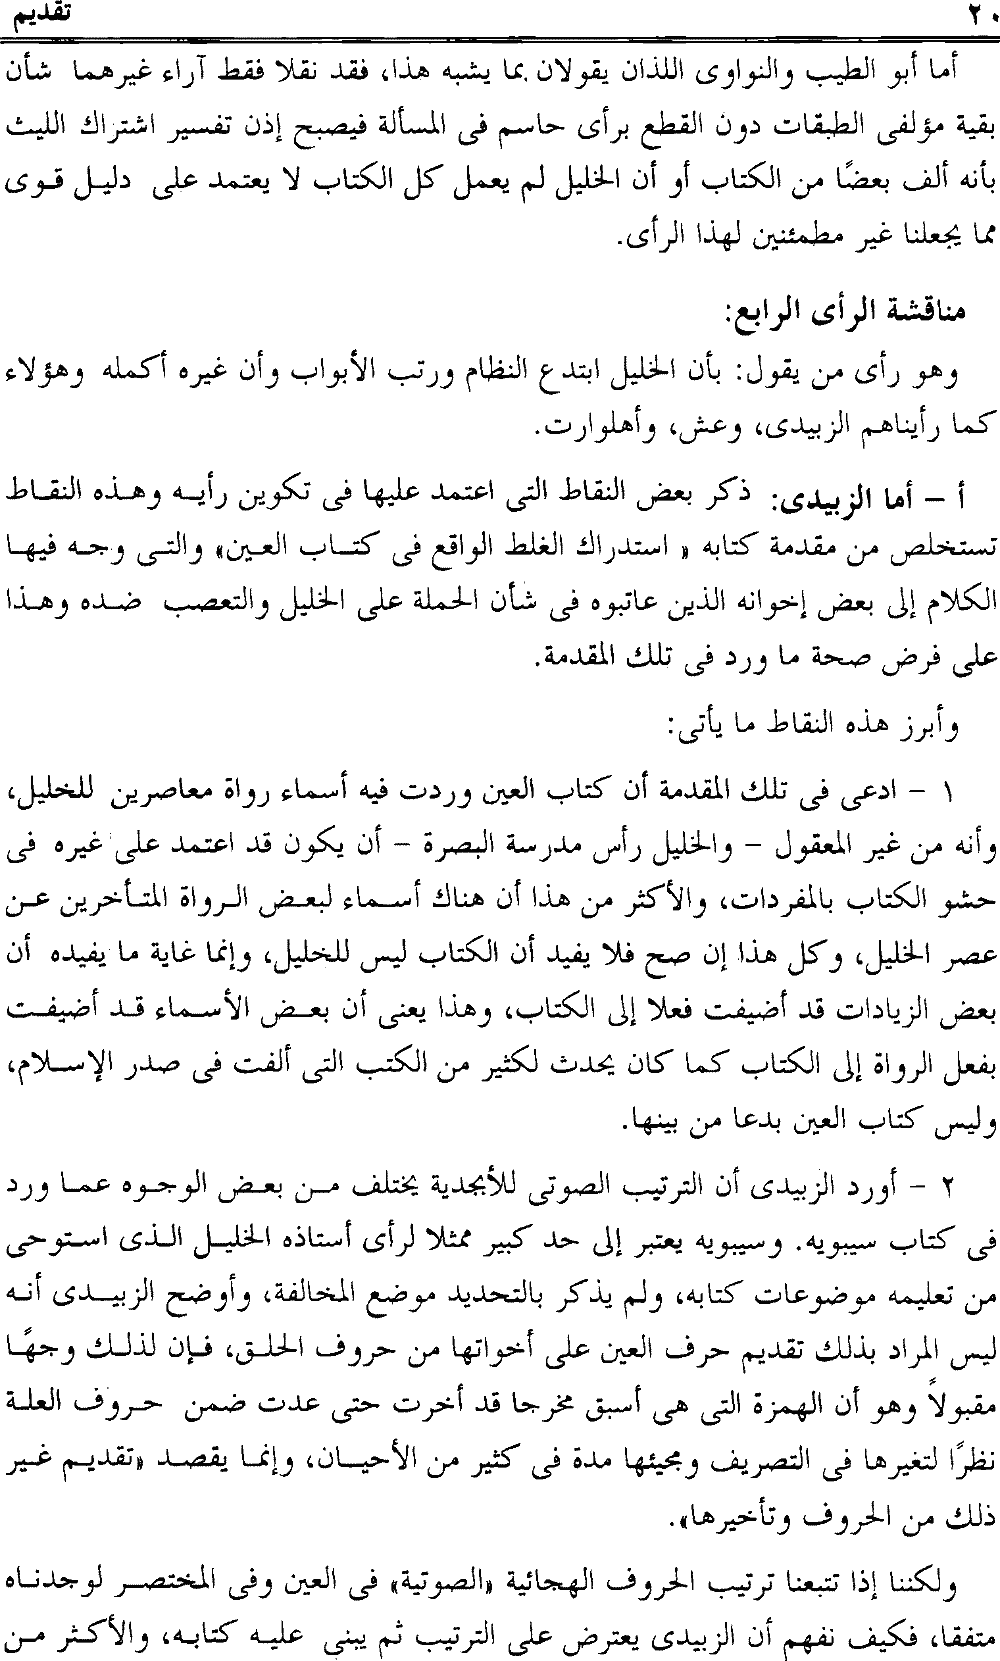 ٢٠ تقديم
أما أبو الطيب والنواوى اللذان يقولان بما يشبه هذا، فقد نقلا فقط آراء غيرهما شأن
بقية مؤلفى الطبقات دون القطع برأى حاسم فى المسألة فيصبح إذن تفسير اشتراك الليث
بأنه ألف بعضًا من الكتاب أو أن الخليل لم يعمل كل الكتاب لا يعتمد على دليل قوى
مما يجعلنا غير مطمئنين لهذا الرأى.
مناقشة الرأى الرابع:
وهو رأى من يقول: بأن الخليل ابتدع النظام ورتب الأبواب وأن غيره أكمله وهؤلاء
كما رأيناهم الزبيدى، وعش، وأهلوارت.
أ – أما الزبيدى: ذكر بعض النقاط التى اعتمد عليها فى تكوين رأيه وهذه النقاط
تستخلص من مقدمة كتابه « استدراك الغلط الواقع فى كتاب العين» والتى وجه فيها
الكلام إلى بعض إخوانه الذين عاتبوه فى شأن الحملة على الخليل والتعصب ضده وهذا
على فرض صحة ما ورد فى تلك المقدمة.
وأبرز هذه النقاط ما يأتى:
١ – ادعى فى تلك المقدمة أن كتاب العين وردت فيه أسماء رواة معاصرين للخليل،
وأنه من غير المعقول – والخليل رأس مدرسة البصرة – أن يكون قد اعتمد على غيره فى
حشو الكتاب بالمفردات، والأكثر من هذا أن هناك أسماء لبعض الرواة المتأخرين عن
عصر الخليل، وكل هذا إن صح فلا يفيد أن الكتاب ليس للخليل، وإنما غاية ما يفيده أن
بعض الزيادات قد أضيفت فعلا إلى الكتاب، وهذا يعنى أن بعض الأسماء قد أضيفت
بفعل الرواة إلى الكتاب كما كان يحدث لكثير من الكتب التى ألفت فى صدر الإسلام،
وليس كتاب العين بدعا من بينها.
٢ – أورد الزبيدى أن الترتيب الصوتى للأبجدية يختلف من بعض الوجوه عما ورد
فى كتاب سيبويه. وسيبويه يعتبر إلى حد كبير ممثلا لرأى أستاذه الخليل الذى استوحى
من تعليمه موضوعات كتابه، ولم يذكر بالتحديد موضع المخالفة، وأوضح الزبيدى أنه
ليس المراد بذلك تقديم حرف العين على أخواتها من حروف الحلق، فإن لذلك وجهًا
مقبولاً وهو أن الهمزة التى هى أسبق مخرجا قد أخرت حتى عدت ضمن حروف العلة
نظرًا لتغيرها فى التصريف ومجيئها مدة فى كثير من الأحيان، وإنما يقصد «تقديم غير
ذلك من الحروف وتأخيرها».
ولكننا إذا تتبعنا ترتيب الحروف الهجائية «الصوتية» فى العين وفى المختصر لوجدناه
متفقا، فكيف نفهم أن الزبيدى يعترض على الترتيب ثم يبنى عليه كتابه، والأكثر من